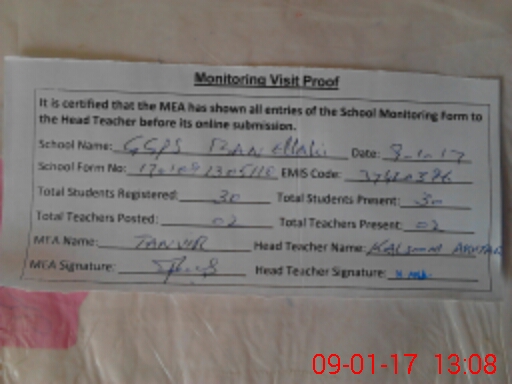 Monitoring Visit Proof
It is certified that the MEA has shown all entries of the School Monitoring Form to
the Head Teacher before its online submission.
School Name: GGPS Date:
School Form No: EMIS Code:
Total Students Registered: 30 Total Students Present: 30
Total Teachers Posted: 02 Total Teachers Present: 02
MEA Name: TANVIR Head Teacher Name:
MEA Signature: Head Teacher Signature:
09-01-17 13:08